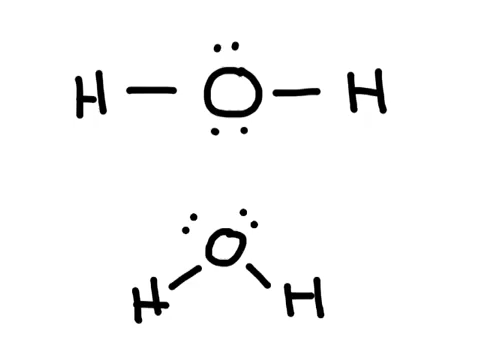 H — O — H
H O H